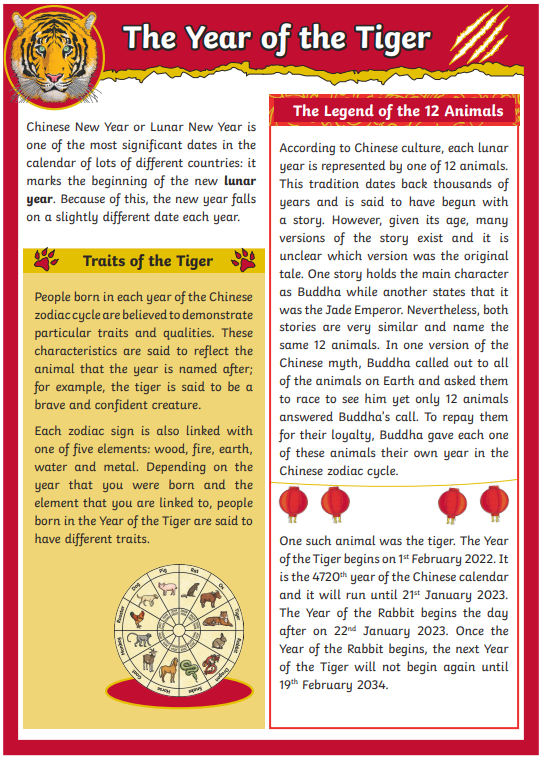 The Year of the Tiger
Chinese New Year or Lunar New Year is
one of the most significant dates in the
calendar of lots of different countries: it
marks the beginning of the new lunar
year. Because of this, the new year falls
on a slightly different date each year.
Traits of the Tiger
People born in each year of the Chinese
zodiac cycle are believed to demonstrate
particular traits and qualities. These
characteristics are said to reflect the
animal that the year is named after;
for example, the tiger is said to be a
brave and confident creature.
Each zodiac sign is also linked with
one of five elements: wood, fire, earth,
water and metal. Depending on the
year that you were born and the
element that you are linked to, people
born in the Year of the Tiger are said to
have different traits.
Rat
Ox
Tiger
Rabbit
Dragon
Snake
Horse
Goat
Monkey
Rooster
Dog
Pig
The Legend of the 12 Animals
According to Chinese culture, each lunar
year is represented by one of 12 animals.
This tradition dates back thousands of
years and is said to have begun with
a story. However, given its age, many
versions of the story exist and it is
unclear which version was the original
tale. One story holds the main character
as Buddha while another states that it
was the Jade Emperor. Nevertheless, both
stories are very similar and name the
same 12 animals. In one version of the
Chinese myth, Buddha called out to all
of the animals on Earth and asked them
to race to see him yet only 12 animals
answered Buddha's call. To repay them
for their loyalty, Buddha gave each one
of these animals their own year in the
Chinese zodiac cycle.
One such animal was the tiger. The Year
of the Tiger begins on 1st February 2022. It
is the 4720th year of the Chinese calendar
and it will run until 21st January 2023.
The Year of the Rabbit begins the day
after on 22nd January 2023. Once the
Year of the Rabbit begins, the next Year
of the Tiger will not begin again until
19th February 2034.